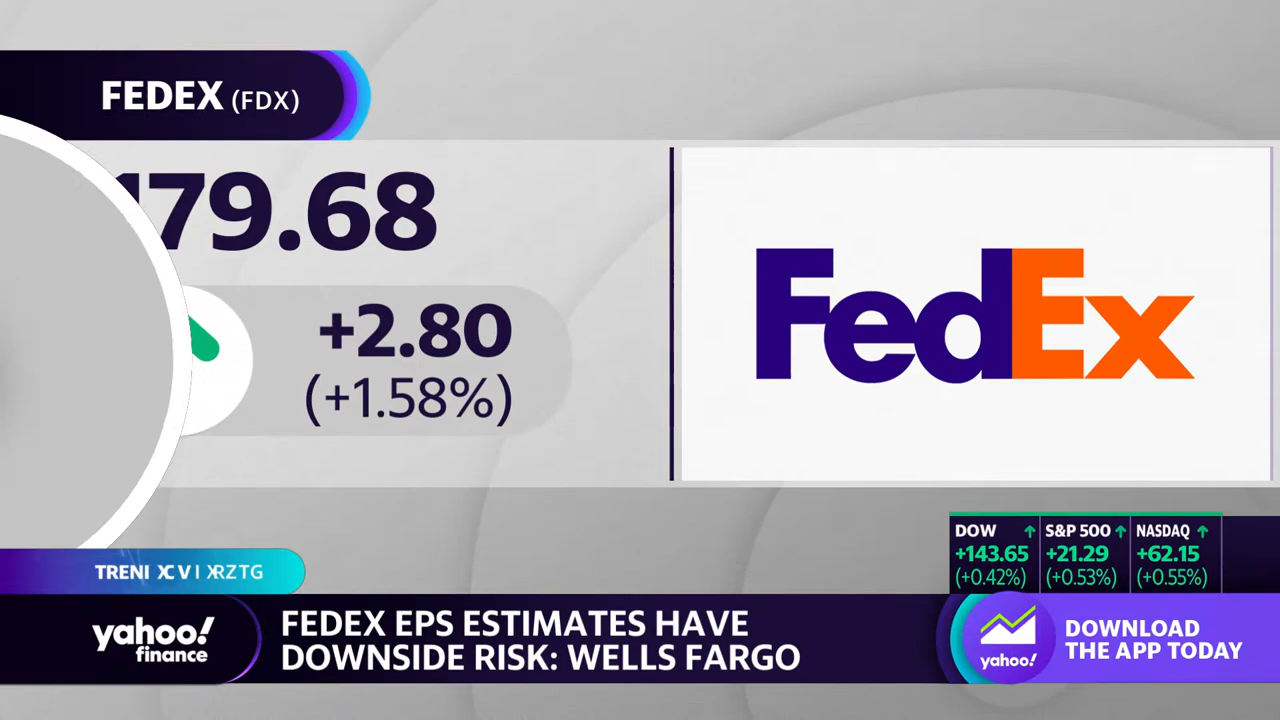 FEDEX (FDX)
179.68
+2.80
(+1.58%)
FedEx
DOW
+143.65
(+0.42%)
S&P 500
+21.29
(+0.53%)
NASDAQ
+62.15
(+0.55%)
yahoo!
finance
FEDEX EPS ESTIMATES HAVE
DOWNSIDE RISK: WELLS FARGO
yahoo!
DOWNLOAD
THE APP TODAY